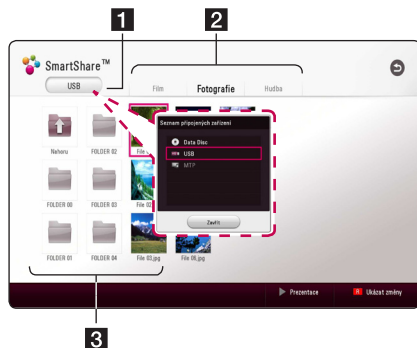 1
2
SmartShare™
USB
Film
Fotografie
Hudba
Seznam připojených zařízení
Data Disc
USB
MTP
Zavřít
Nahoru
FOLDER 02
File
FOLDER 00
FOLDER 03
File 02
FOLDER 01
FOLDER 04
File 03.jpg
File 06.jpg
Prezentace
R Ukázat změny
3